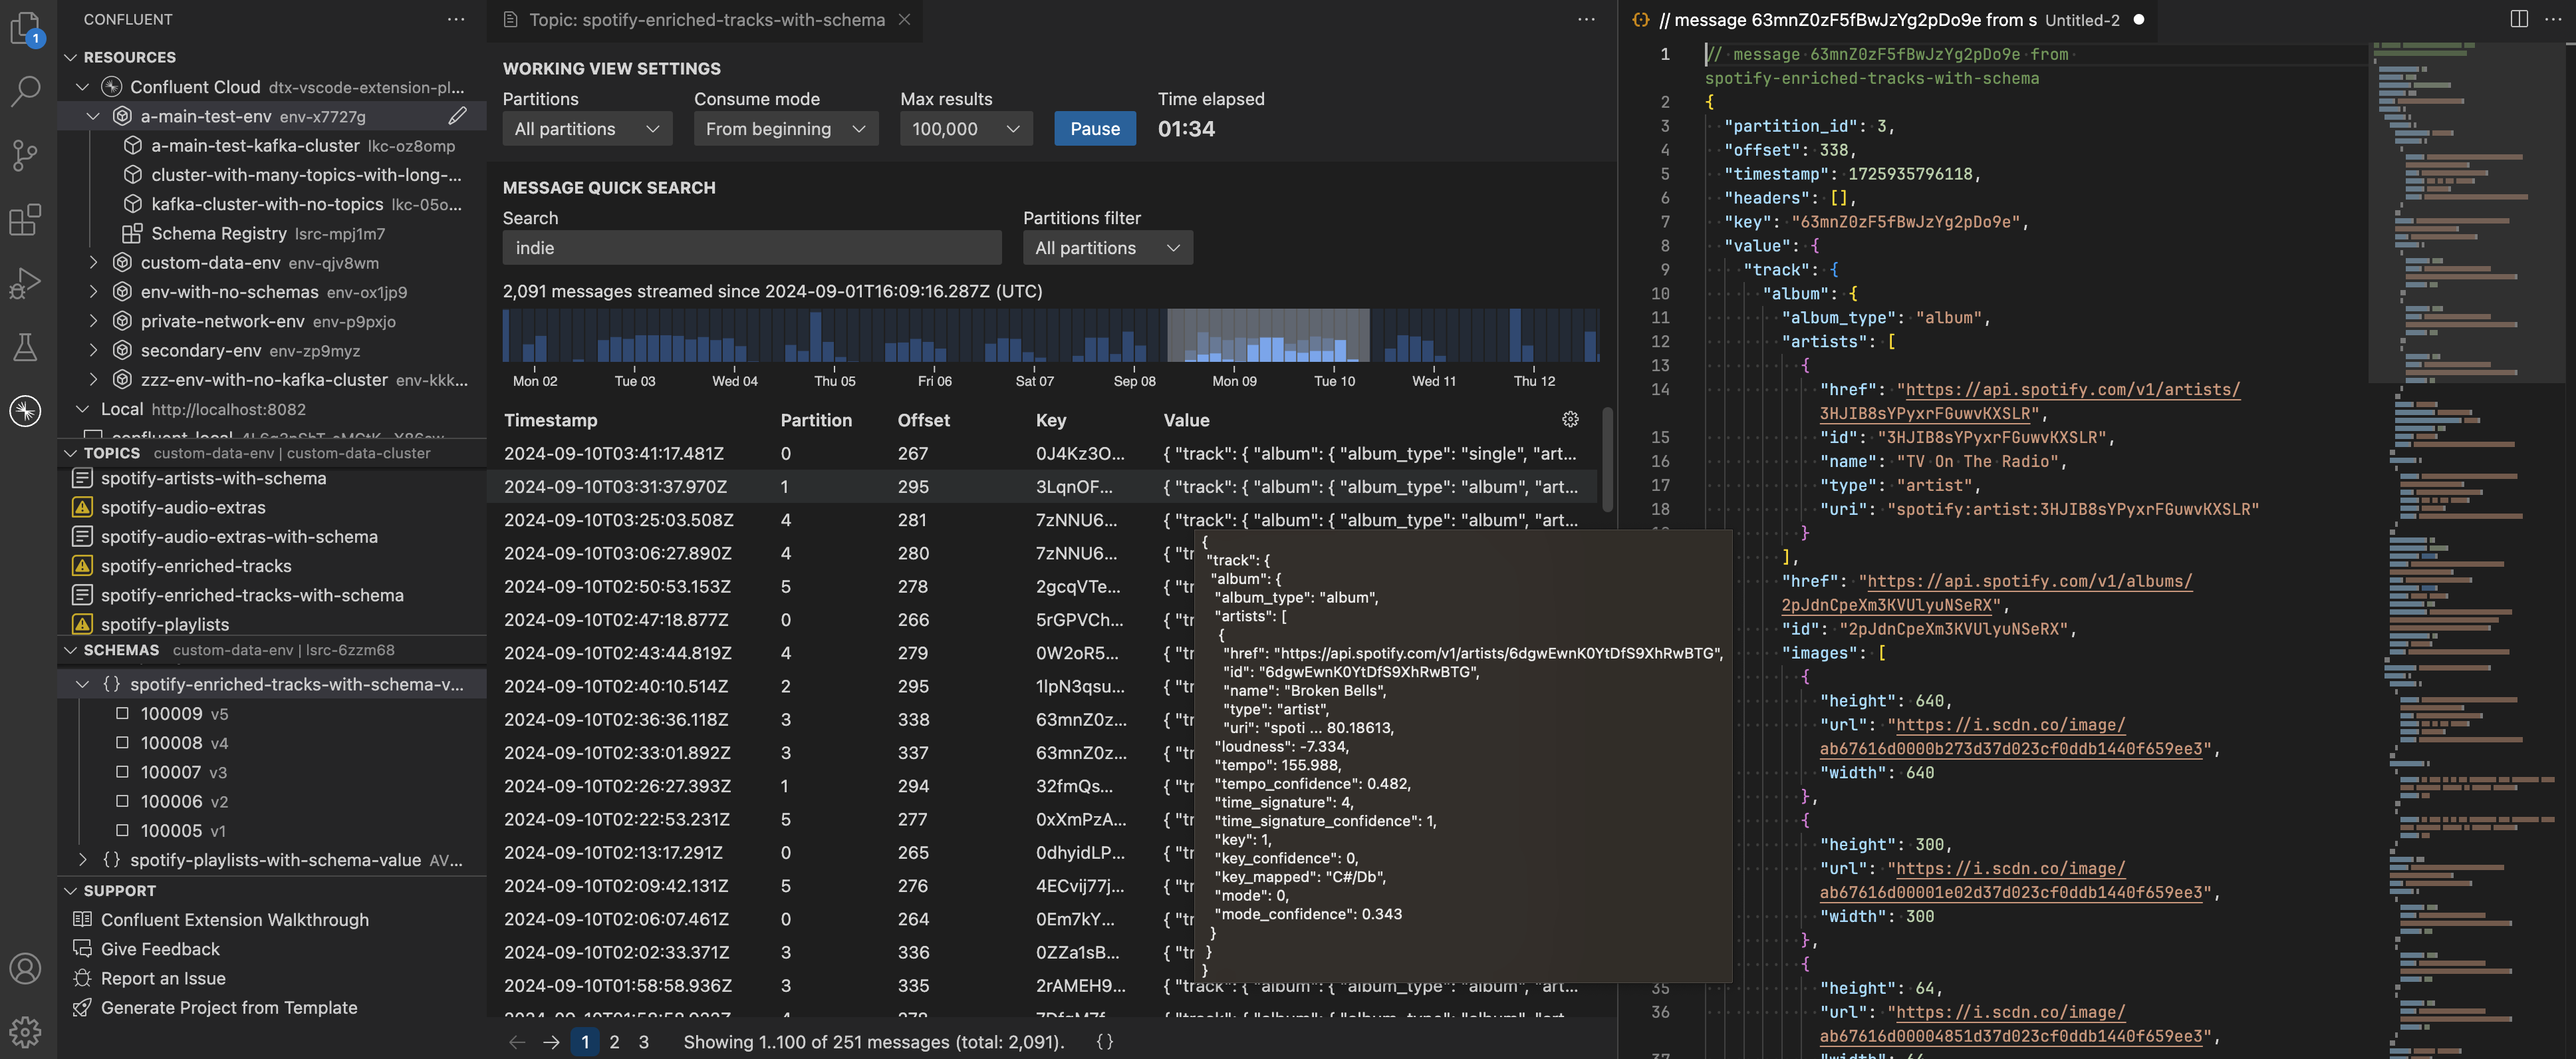 CONFLUENT
RESOURCES
Confluent Cloud dtx-vscode-extension-pl...
a-main-test-env env-x7727g
a-main-test-kafka-cluster lkc-oz8omp
cluster-with-many-topics-with-long-...
kafka-cluster-with-no-topics lkc-05o...
Schema Registry lsrc-mpj1m7
custom-data-env env-qjv8wm
env-with-no-schemas env-ox1jp9
private-network-env env-p9pxjo
secondary-env env-zp9myz
zzz-env-with-no-kafka-cluster env-kkk...
Local http://localhost:8082
TOPICS custom-data-env | custom-data-cluster
spotify-artists-with-schema
spotify-audio-extras
spotify-audio-extras-with-schema
spotify-enriched-tracks
spotify-enriched-tracks-with-schema
spotify-playlists
SCHEMAS custom-data-env | lsrc-6zzm68
{} spotify-enriched-tracks-with-schema-v...
100009 v5
100008 v4
100007 v3
100006 v2
100005 v1
{} spotify-playlists-with-schema-value AV...
SUPPORT
Confluent Extension Walkthrough
Give Feedback
Report an Issue
Generate Project from Template
1
Topic: spotify-enriched-tracks-with-schema
WORKING VIEW SETTINGS
Partitions Consume mode Max results Time elapsed
All partitions From beginning 100,000 Pause 01:34
MESSAGE QUICK SEARCH
Search Partitions filter
indie All partitions
2,091 messages streamed since 2024-09-01T16:09:16.287Z (UTC)
Mon 02 Tue 03 Wed 04 Thu 05 Fri 06 Sat 07 Sep 08 Mon 09 Tue 10 Wed 11 Thu 12
Timestamp Partition Offset Key Value
2024-09-10T03:41:17.481Z 0 267 0J4Kz3O... { "track": { "album": { "album_type": "single", "art...
2024-09-10T03:31:37.970Z 1 295 3LqnOF... { "track": { "album": { "album_type": "album", "art...
2024-09-10T03:25:03.508Z 4 281 7zNNU6... { "track": { "album": { "album_type": "album", "art...
2024-09-10T03:06:27.890Z 4 280 7zNNU6... { "tr
2024-09-10T02:50:53.153Z 5 278 2gcqVTe... { "tr
2024-09-10T02:47:18.877Z 0 266 5rGPVCh... { "tr
2024-09-10T02:43:44.819Z 4 279 0W2oR5... { "tr
2024-09-10T02:40:10.514Z 2 295 1lpN3qsu... { "tr
2024-09-10T02:36:36.118Z 3 338 63mnZ0z... { "tr
2024-09-10T02:33:01.892Z 3 337 63mnZ0z... { "tr
2024-09-10T02:26:27.393Z 1 294 32fmQs... { "tr
2024-09-10T02:22:53.231Z 5 277 0xXmPzA... { "tr
2024-09-10T02:13:17.291Z 0 265 0dhyidLP... { "tr
2024-09-10T02:09:42.131Z 5 276 4ECvij77j... { "tr
2024-09-10T02:06:07.461Z 0 264 0Em7kY... { "tr
2024-09-10T02:02:33.371Z 3 336 0ZZa1sB... { "tr
2024-09-10T01:58:58.936Z 3 335 2rAMEH9... { "track": { "album": { "album_type": "album", "art...
1 2 3 Showing 1..100 of 251 messages (total: 2,091). {}
{
"track": {
"album": {
"album_type": "album",
"artists": [
{
"href": "https://api.spotify.com/v1/artists/6dgwEwnK0YtDfS9XhRwBTG",
"id": "6dgwEwnK0YtDfS9XhRwBTG",
"name": "Broken Bells",
"type": "artist",
"uri": "spoti ... 80.18613,
"loudness": -7.334,
"tempo": 155.988,
"tempo_confidence": 0.482,
"time_signature": 4,
"time_signature_confidence": 1,
"key": 1,
"key_confidence": 0,
"key_mapped": "C#/Db",
"mode": 0,
"mode_confidence": 0.343
}
}
}
// message 63mnZ0zF5fBwJzYg2pDo9e from s Untitled-2
1 // message 63mnZ0zF5fBwJzYg2pDo9e from
spotify-enriched-tracks-with-schema
2 {
3 "partition_id": 3,
4 "offset": 338,
5 "timestamp": 1725935796118,
6 "headers": [],
7 "key": "63mnZ0zF5fBwJzYg2pDo9e",
8 "value": {
9 "track": {
10 "album": {
11 "album_type": "album",
12 "artists": [
13 {
14 "href": "https://api.spotify.com/v1/artists/
3HJIB8sYPyxrFGuwvKXSLR",
15 "id": "3HJIB8sYPyxrFGuwvKXSLR",
16 "name": "TV On The Radio",
17 "type": "artist",
18 "uri": "spotify:artist:3HJIB8sYPyxrFGuwvKXSLR"
}
],
"href": "https://api.spotify.com/v1/albums/
2pJdnCpeXm3KVUlyuNSeRX",
"id": "2pJdnCpeXm3KVUlyuNSeRX",
"images": [
{
"height": 640,
"url": "https://i.scdn.co/image/
ab67616d0000b273d37d023cf0ddb1440f659ee3",
"width": 640
},
{
"height": 300,
"url": "https://i.scdn.co/image/
ab67616d00001e02d37d023cf0ddb1440f659ee3",
"width": 300
},
{
35 "height": 64,
36 "url": "https://i.scdn.co/image/
ab67616d00004851d37d023cf0ddb1440f659ee3",